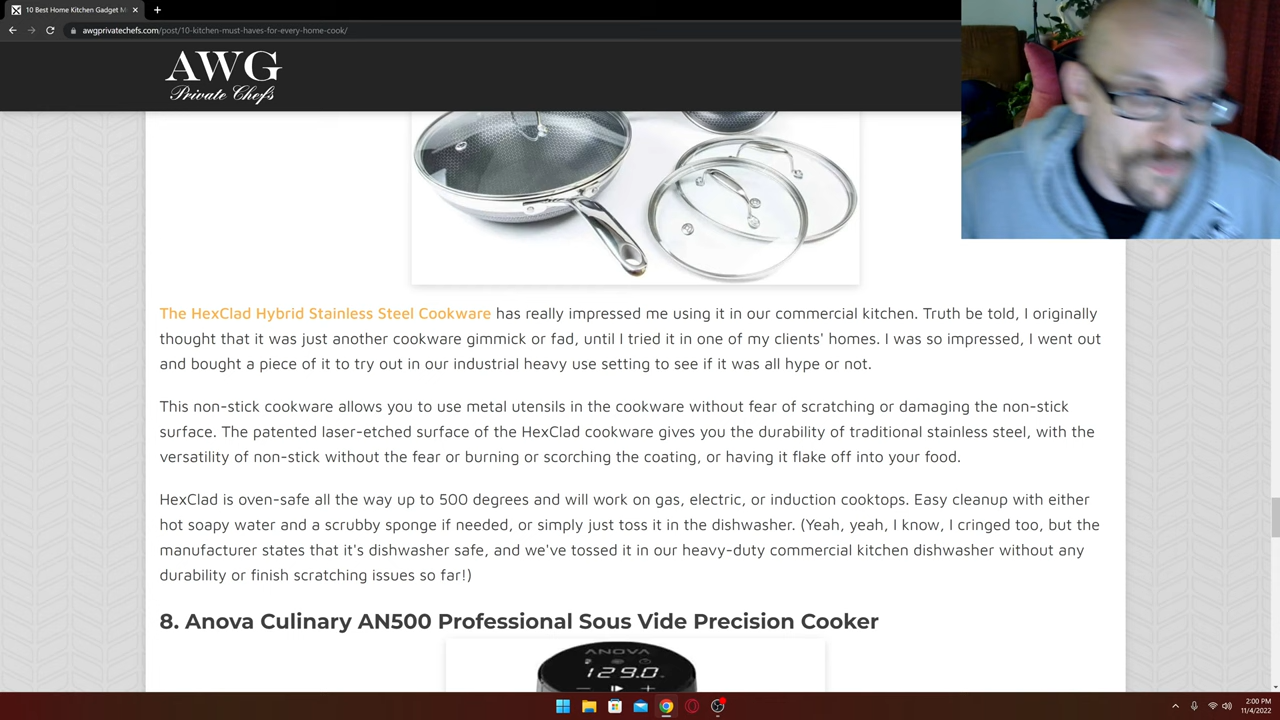 10 Best Home Kitchen Gadget M
awgprivatechefs.com/post/10-kitchen-must-haves-for-every-home-cook/
AWG
Private Chefs
The HexClad Hybrid Stainless Steel Cookware has really impressed me using it in our commercial kitchen. Truth be told, I originally
thought that it was just another cookware gimmick or fad, until I tried it in one of my clients' homes. I was so impressed, I went out
and bought a piece of it to try out in our industrial heavy use setting to see if it was all hype or not.
This non-stick cookware allows you to use metal utensils in the cookware without fear of scratching or damaging the non-stick
surface. The patented laser-etched surface of the HexClad cookware gives you the durability of traditional stainless steel, with the
versatility of non-stick without the fear or burning or scorching the coating, or having it flake off into your food.
HexClad is oven-safe all the way up to 500 degrees and will work on gas, electric, or induction cooktops. Easy cleanup with either
hot soapy water and a scrubby sponge if needed, or simply just toss it in the dishwasher. (Yeah, yeah, I know, I cringed too, but the
manufacturer states that it's dishwasher safe, and we've tossed it in our heavy-duty commercial kitchen dishwasher without any
durability or finish scratching issues so far!)
8. Anova Culinary AN500 Professional Sous Vide Precision Cooker
ANOVA
129.0
2:00 PM
11/4/2022